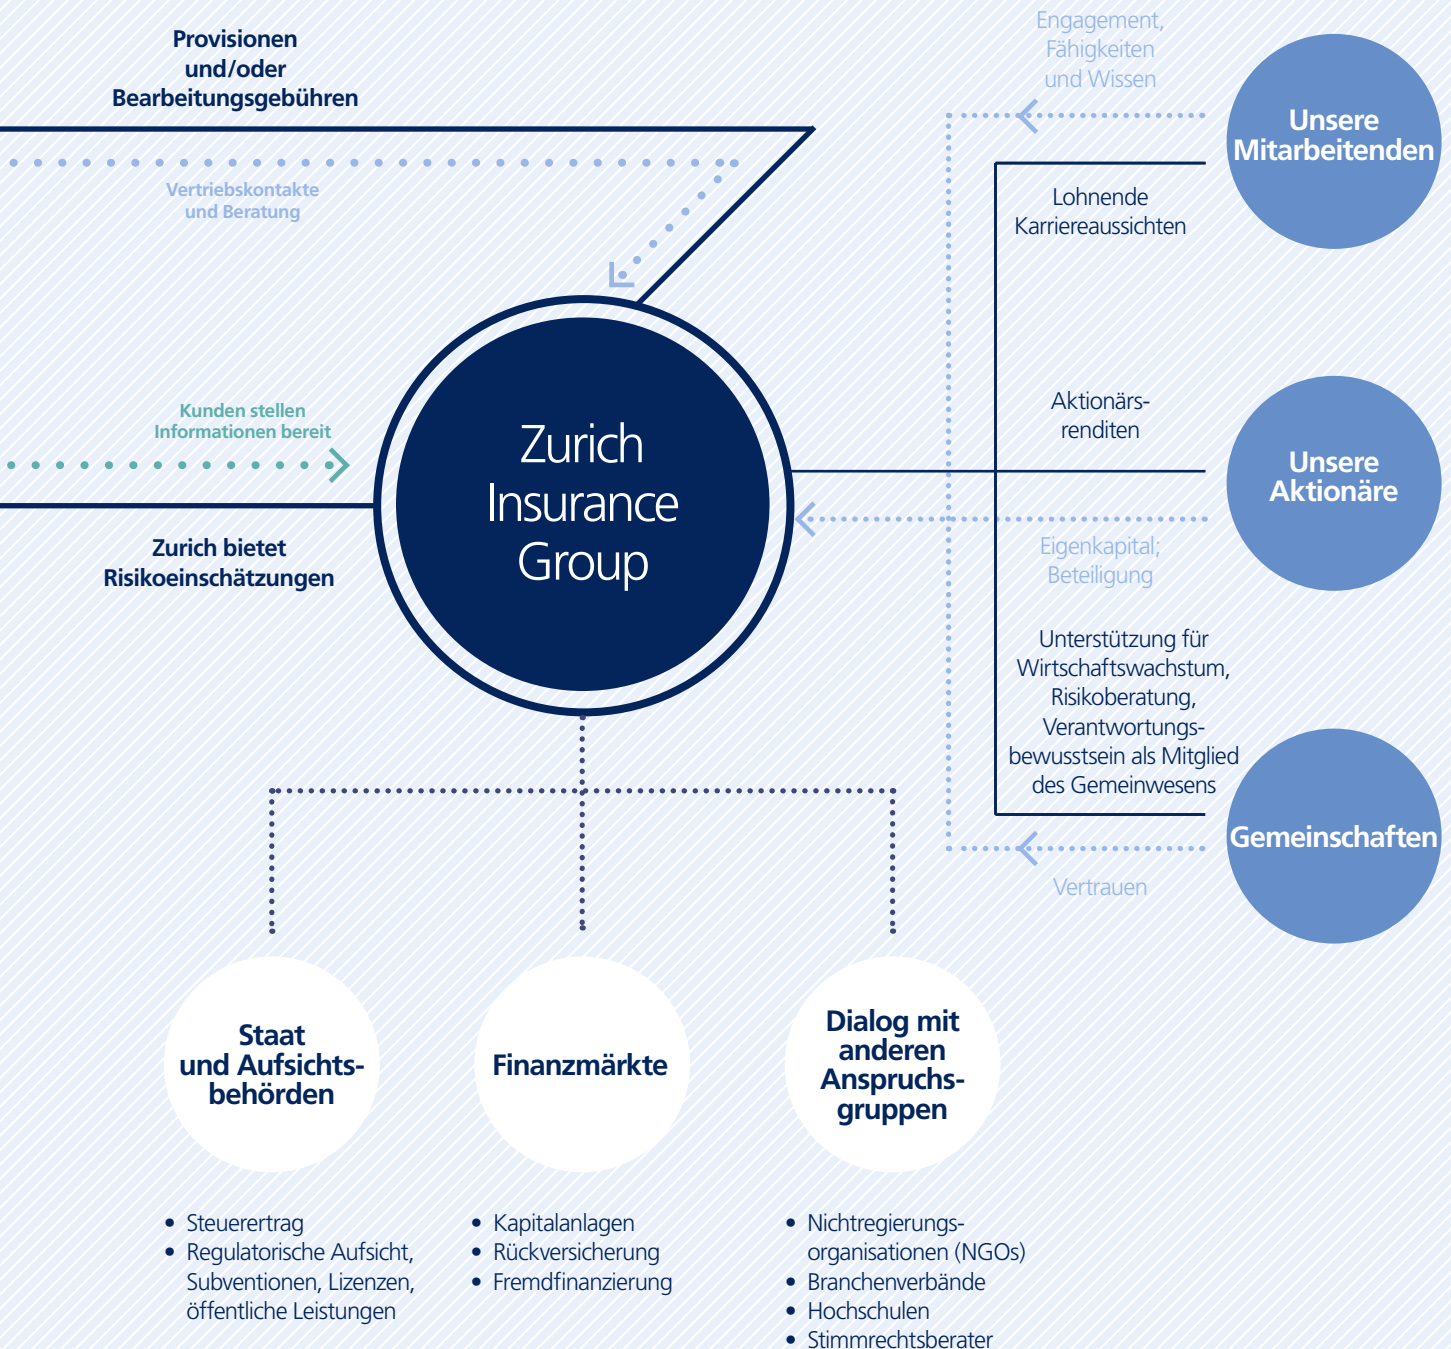 Provisionen
und/oder
Bearbeitungsgebühren
Vertriebskontakte
und Beratung
Kunden stellen
Informationen bereit
Zurich bietet
Risikoeinschätzungen
Zurich
Insurance
Group
Engagement,
Fähigkeiten
und Wissen
Unsere
Mitarbeitenden
Lohnende
Karriereaussichten
Aktionärs-
renditen
Unsere
Aktionäre
Eigenkapital;
Beteiligung
Unterstützung für
Wirtschaftswachstum,
Risikoberatung,
Verantwortungs-
bewusstsein als Mitglied
des Gemeinwesens
Gemeinschaften
Vertrauen
Staat
und Aufsichts-
behörden
• Steuerertrag
• Regulatorische Aufsicht,
Subventionen, Lizenzen,
öffentliche Leistungen
Finanzmärkte
• Kapitalanlagen
• Rückversicherung
• Fremdfinanzierung
Dialog mit
anderen
Anspruchs-
gruppen
• Nichtregierungs-
organisationen (NGOs)
• Branchenverbände
• Hochschulen
• Stimmrechtsberater